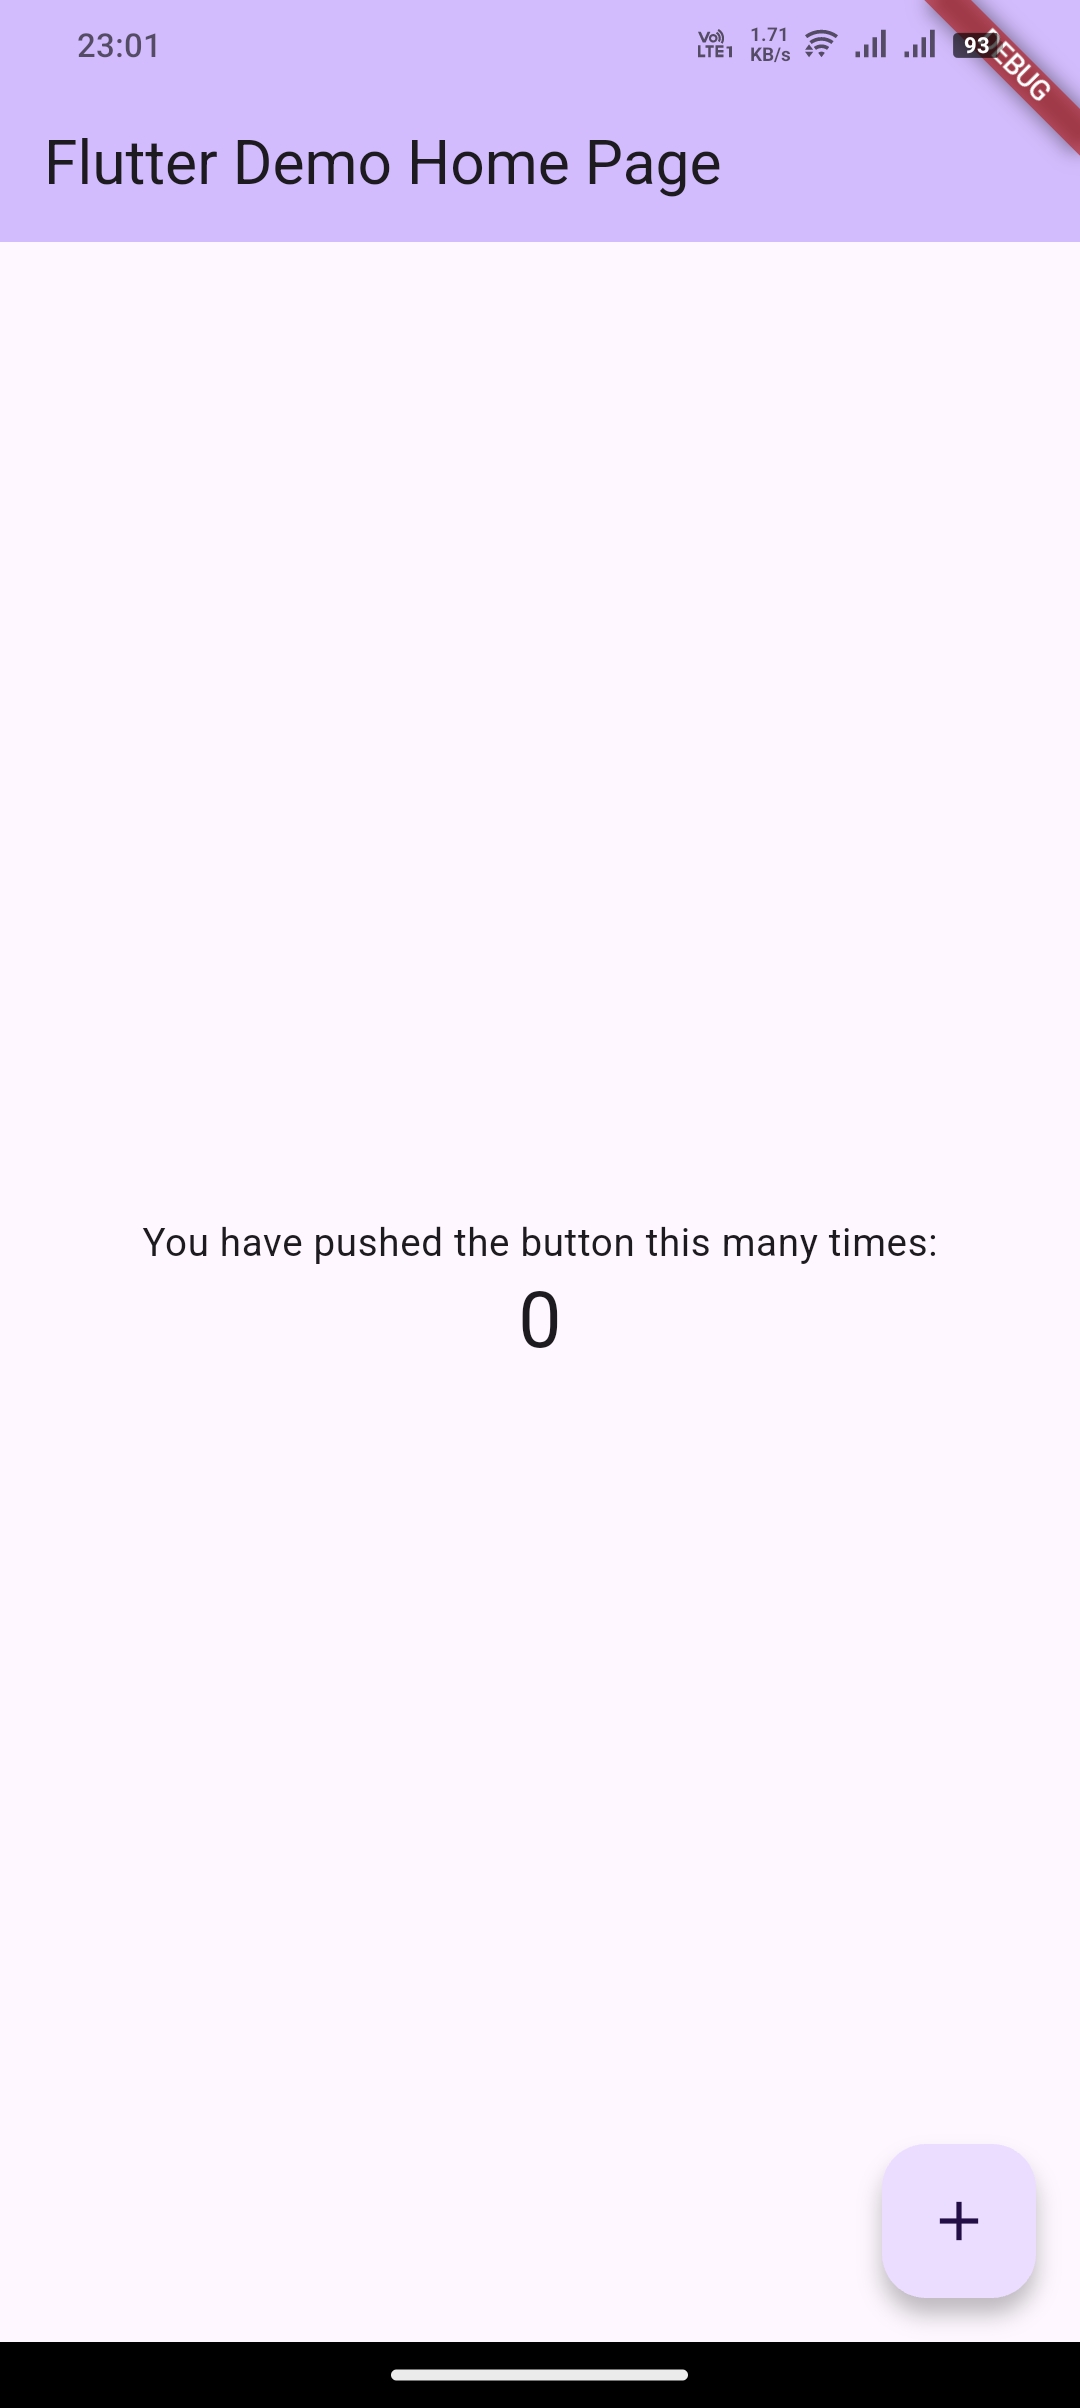 23:01
Vo)) 1.71 93
LTE1 KB/s
DEBUG
Flutter Demo Home Page
You have pushed the button this many times:
0
+